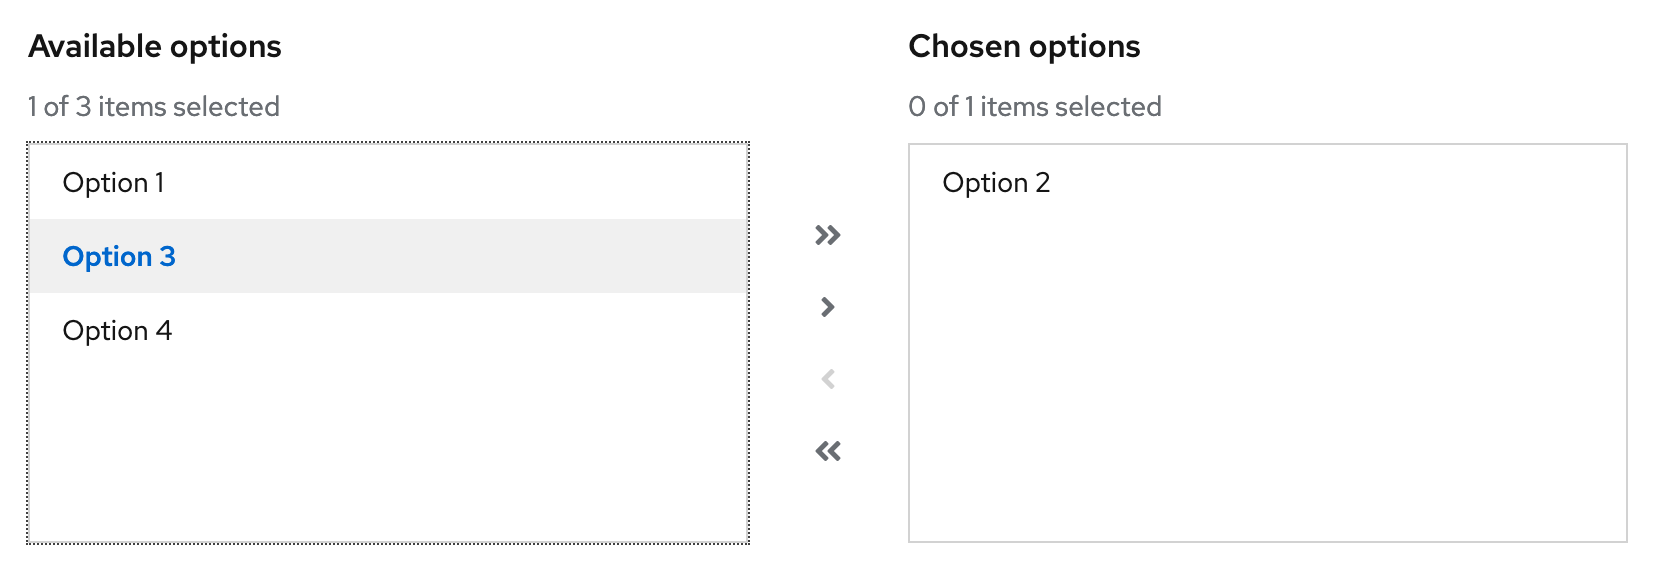 Available options
1 of 3 items selected
Option 1
Option 3
Option 4
Chosen options
0 of 1 items selected
Option 2